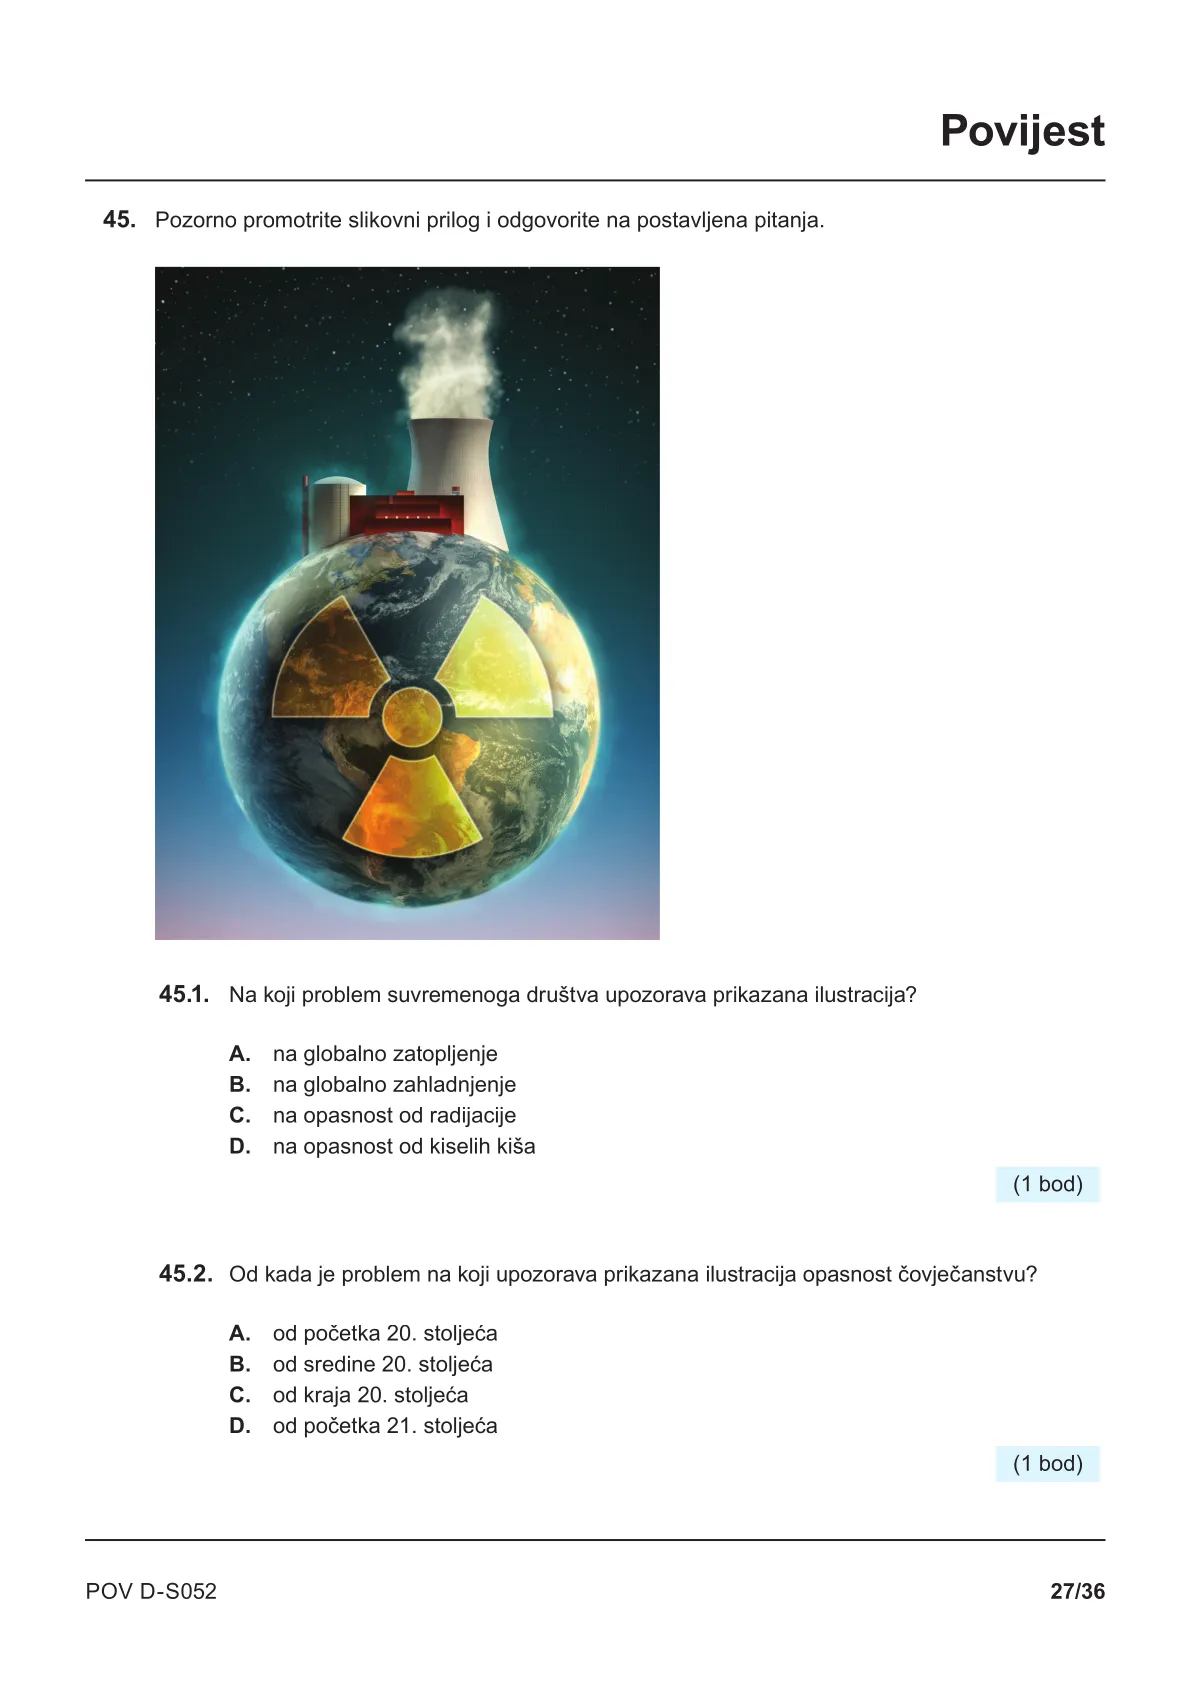 Povijest
45. Pozorno promotrite slikovni prilog i odgovorite na postavljena pitanja.
45.1. Na koji problem suvremenoga društva upozorava prikazana ilustracija?
A. na globalno zatopljenje
B. na globalno zahladnjenje
C. na opasnost od radijacije
D. na opasnost od kiselih kiša
(1 bod)
45.2. Od kada je problem na koji upozorava prikazana ilustracija opasnost čovječanstvu?
A. od početka 20. stoljeća
B. od sredine 20. stoljeća
C. od kraja 20. stoljeća
D. od početka 21. stoljeća
(1 bod)
POV D-S052
27/36